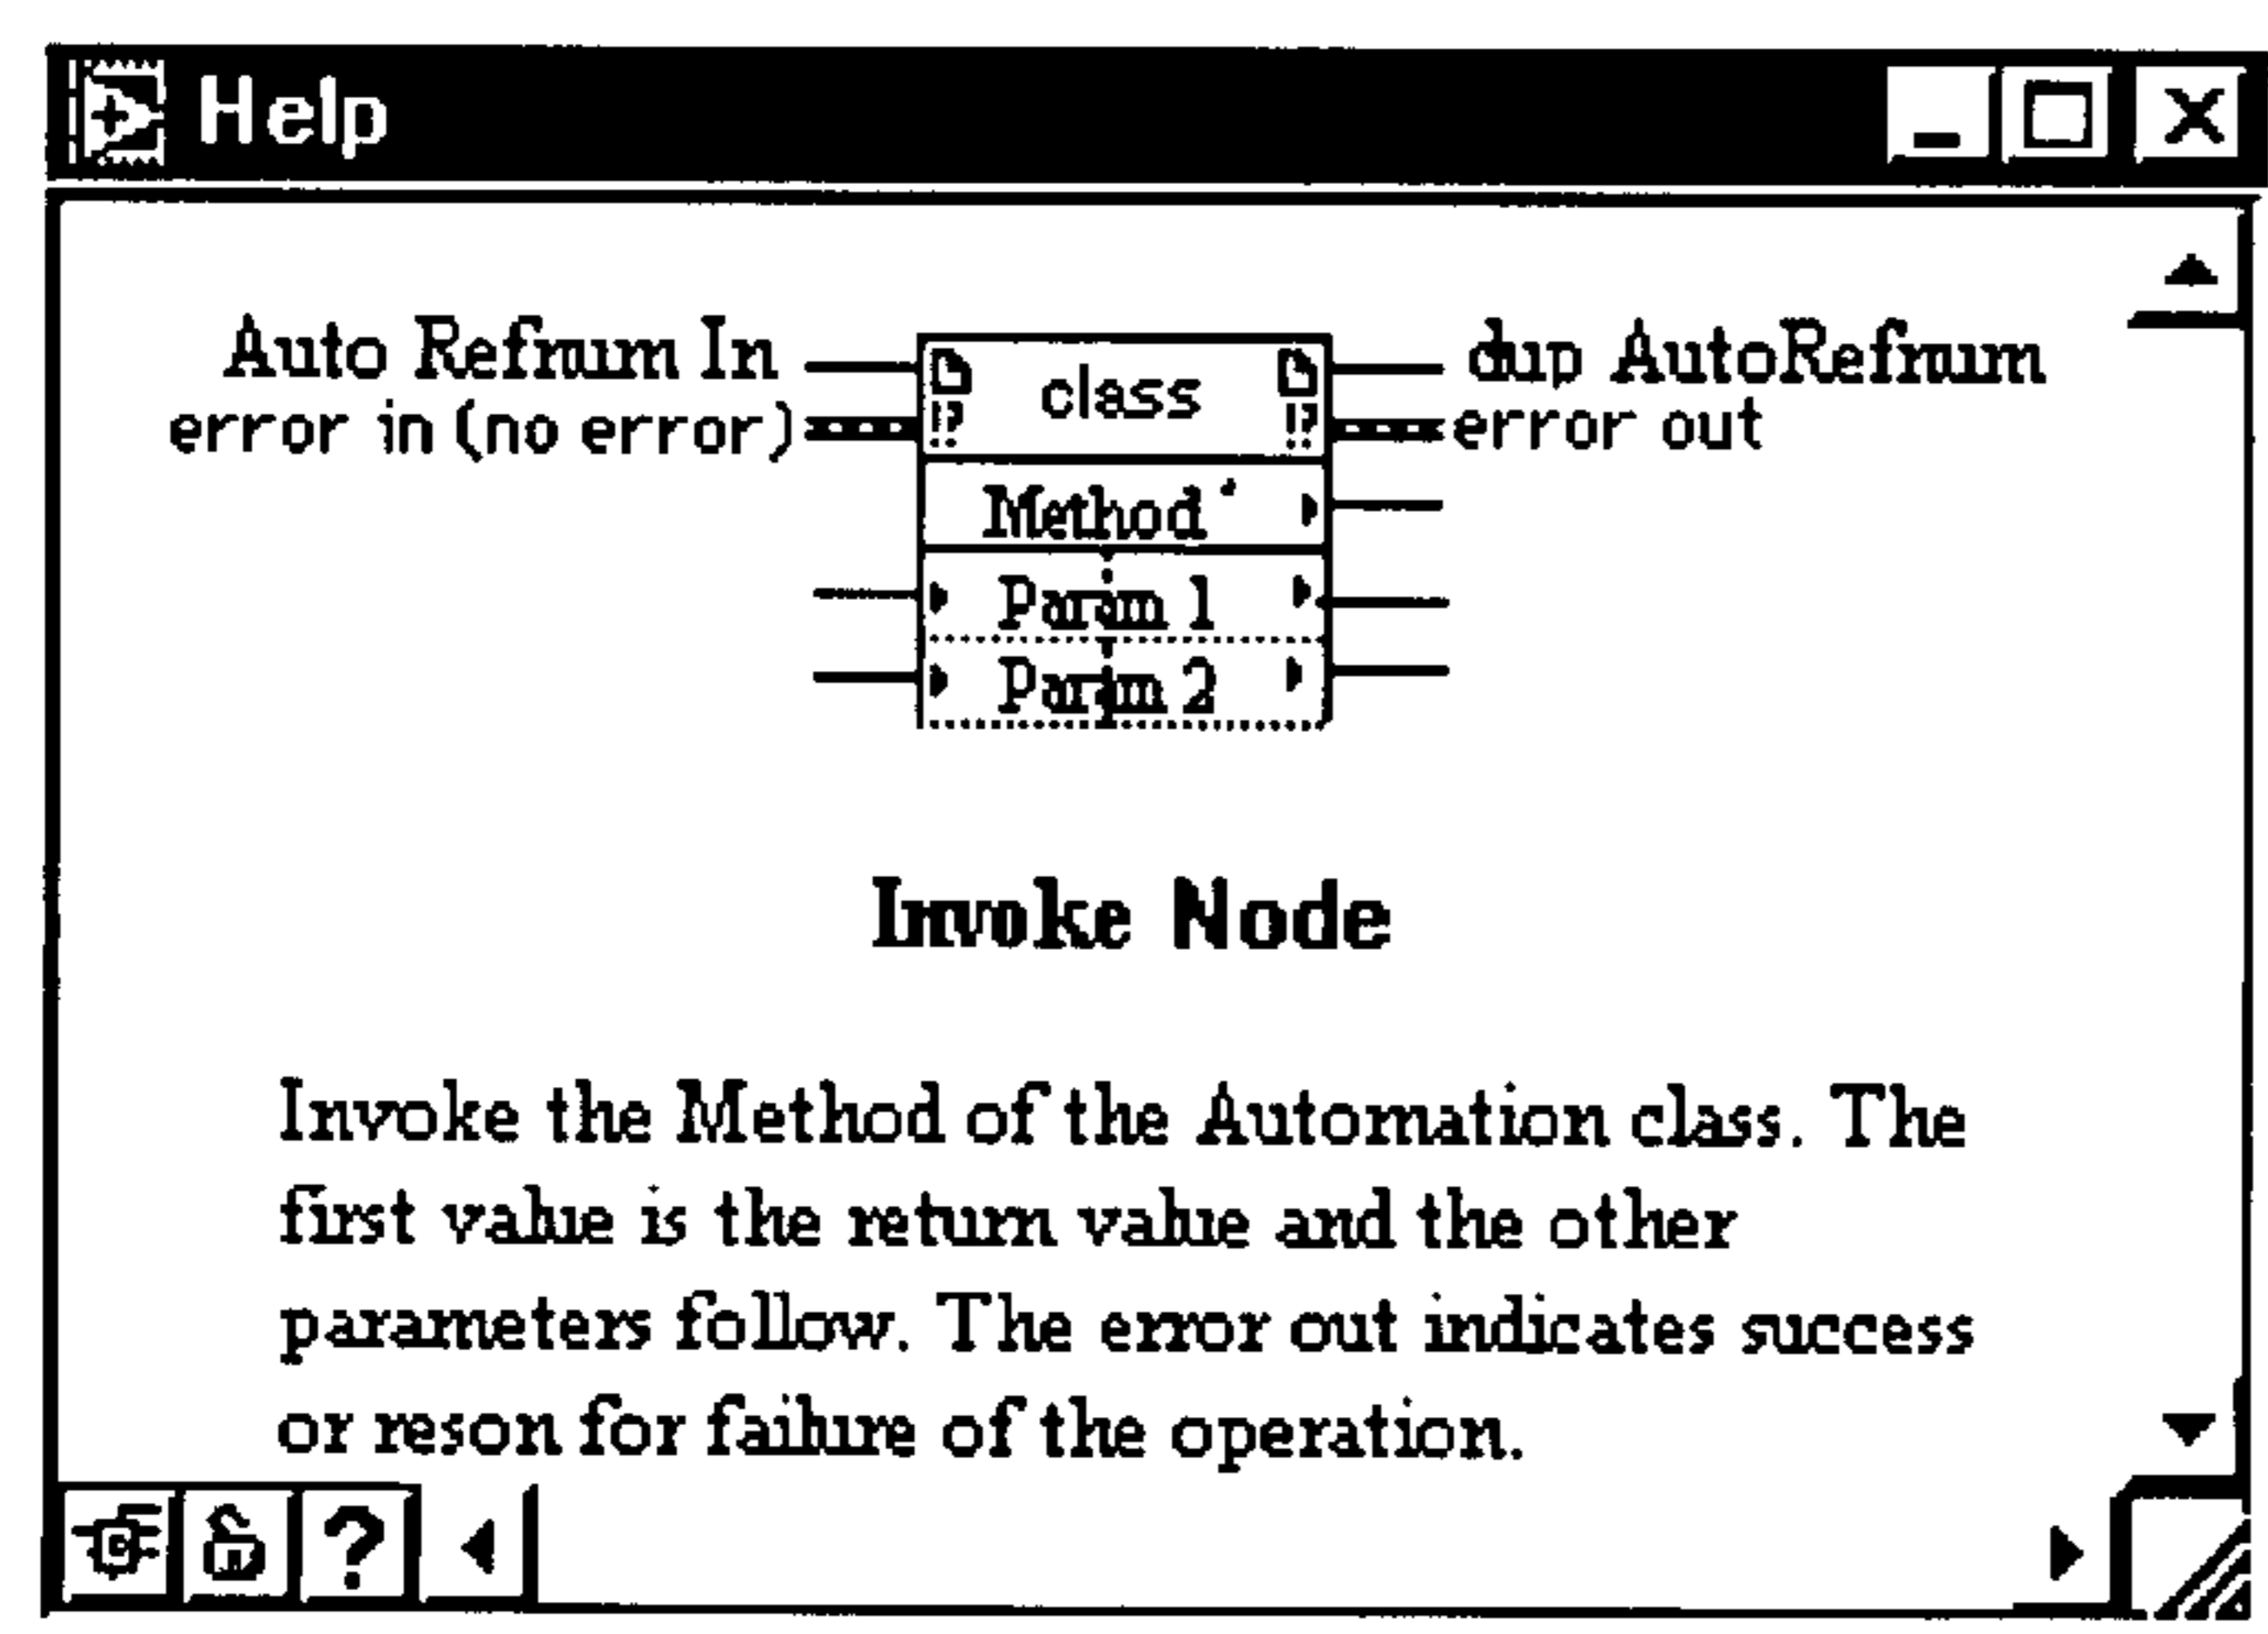 Help
Auto Refnum In
class
dup AutoRefnum
error in (no error)
error out
Method
Param 1
Param 2
Invoke Node
Invoke the Method of the Automation class. The
first value is the return value and the other
parameters follow. The error out indicates success
or reson for failure of the operation.
?